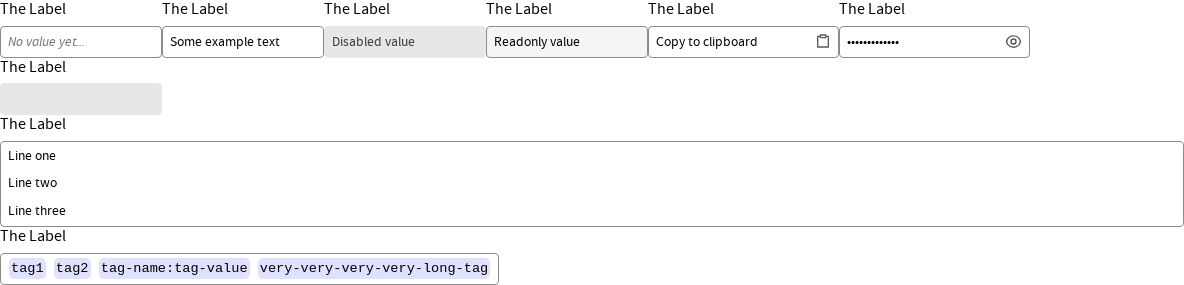 The Label The Label The Label The Label The Label The Label
No value yet... Some example text Disabled value Readonly value Copy to clipboard •••••••••••••
The Label
The Label
Line one
Line two
Line three
The Label
tag1 tag2 tag-name:tag-value very-very-very-very-long-tag